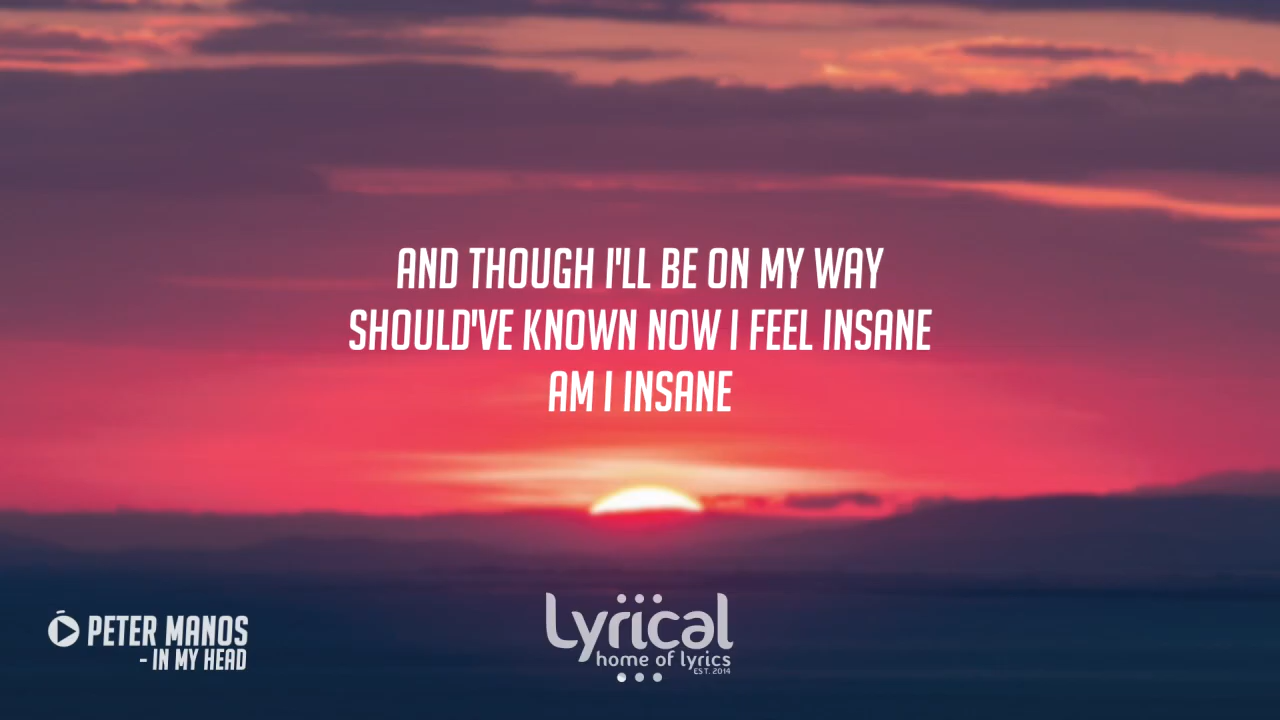 AND THOUGH I'LL BE ON MY WAY
SHOULD'VE KNOWN NOW I FEEL INSANE
AM I INSANE
PETER MANOS
- IN MY HEAD
Lyrical
home of lyrics
EST. 2014